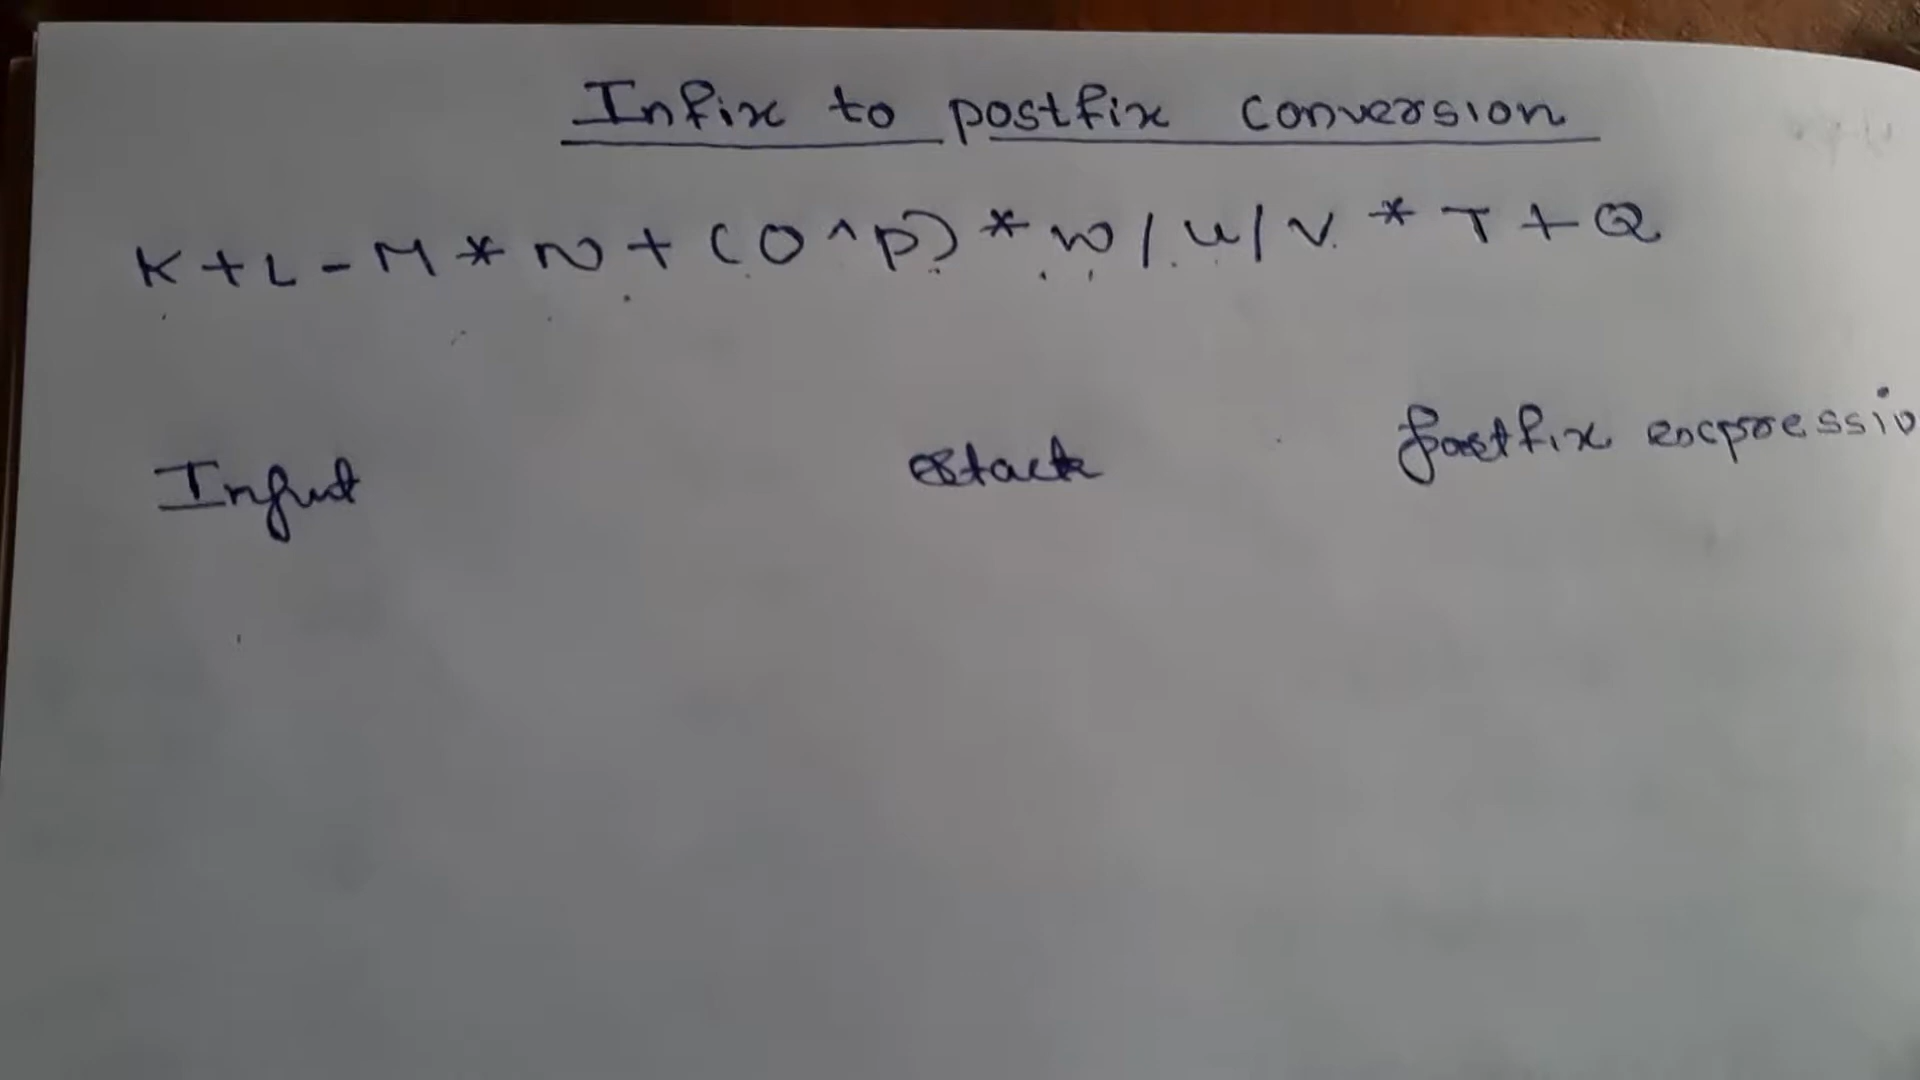 Infix to postfix conversion
K+L-M*N+(O^P)*W/U/V*T+Q
Input stack postfix expressio